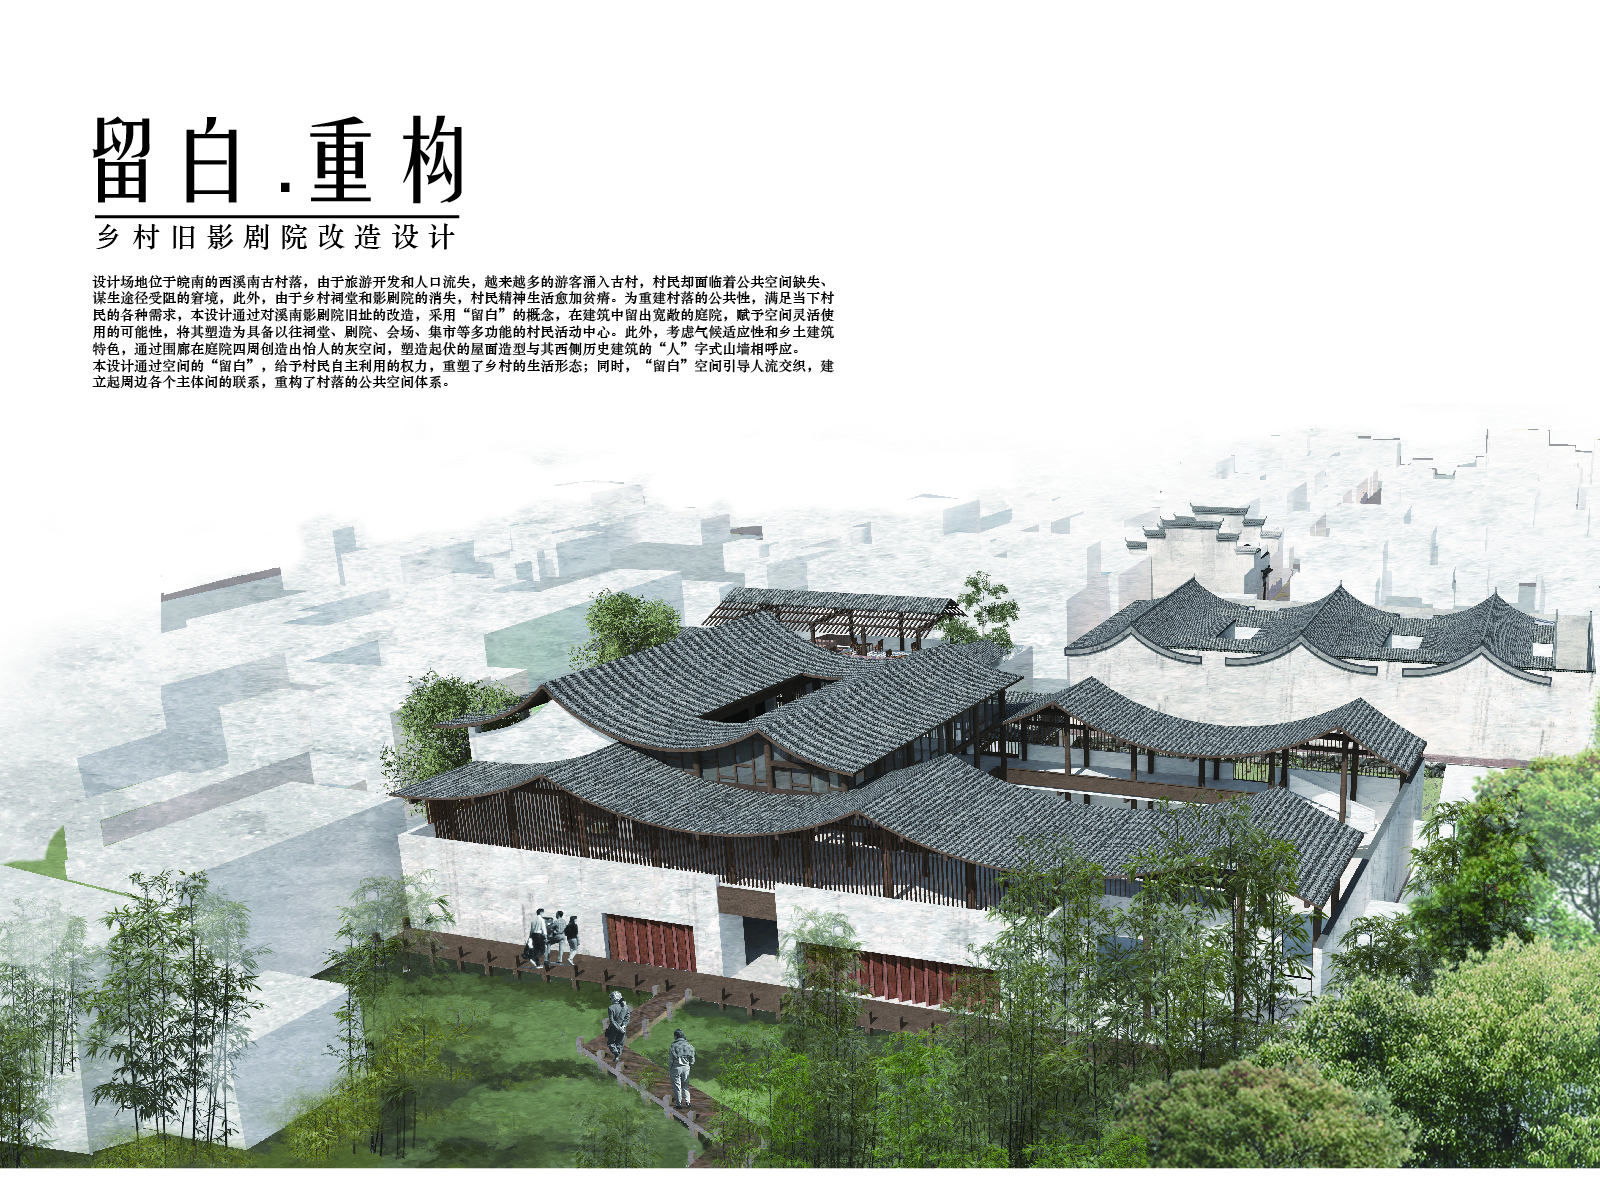 留白.重构
乡村旧影剧院改造设计
设计场地位于皖南的西溪南古村落，由于旅游开发和人口流失，越来越多的游客涌入古村，村民却面临着公共空间缺失、
谋生途径受阻的窘境，此外，由于乡村祠堂和影剧院的消失，村民精神生活愈加贫瘠。为重建村落的公共性，满足当下村
民的各种需求，本设计通过对溪南影剧院旧址的改造，采用“留白”的概念，在建筑中留出宽敞的庭院，赋予空间灵活使
用的可能性，将其塑造为具备以往祠堂、剧院、会场、集市等多功能的村民活动中心。此外，考虑气候适应性和乡土建筑
特色，通过围廊在庭院四周创造出怡人的灰空间，塑造起伏的屋面造型与其西侧历史建筑的“人”字式山墙相呼应。
本设计通过空间的“留白”，给于村民自主利用的权力，重塑了乡村的生活形态；同时，“留白”空间引导人流交织，建
立起周边各个主体间的联系，重构了村落的公共空间体系。